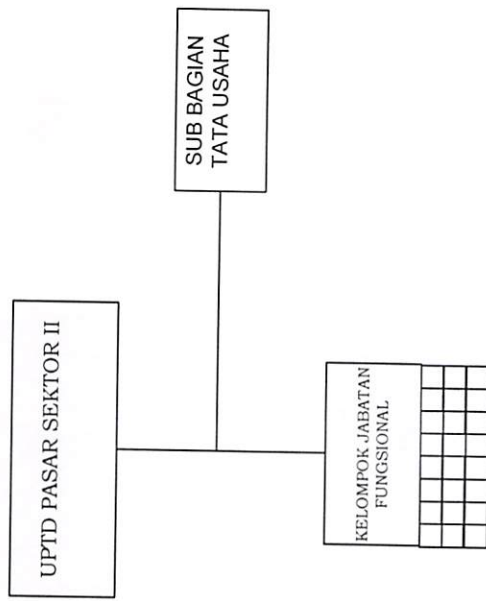 UPTD PASAR SEKTOR II
SUB BAGIAN
TATA USAHA
KELOMPOK JABATAN
FUNGSIONAL